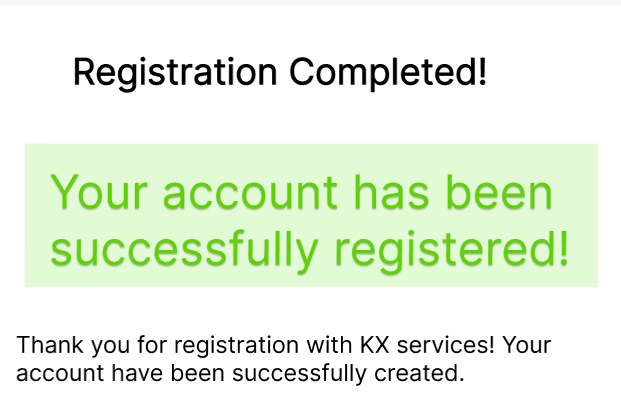 Registration Completed!
Your account has been
successfully registered!
Thank you for registration with KX services! Your
account have been successfully created.